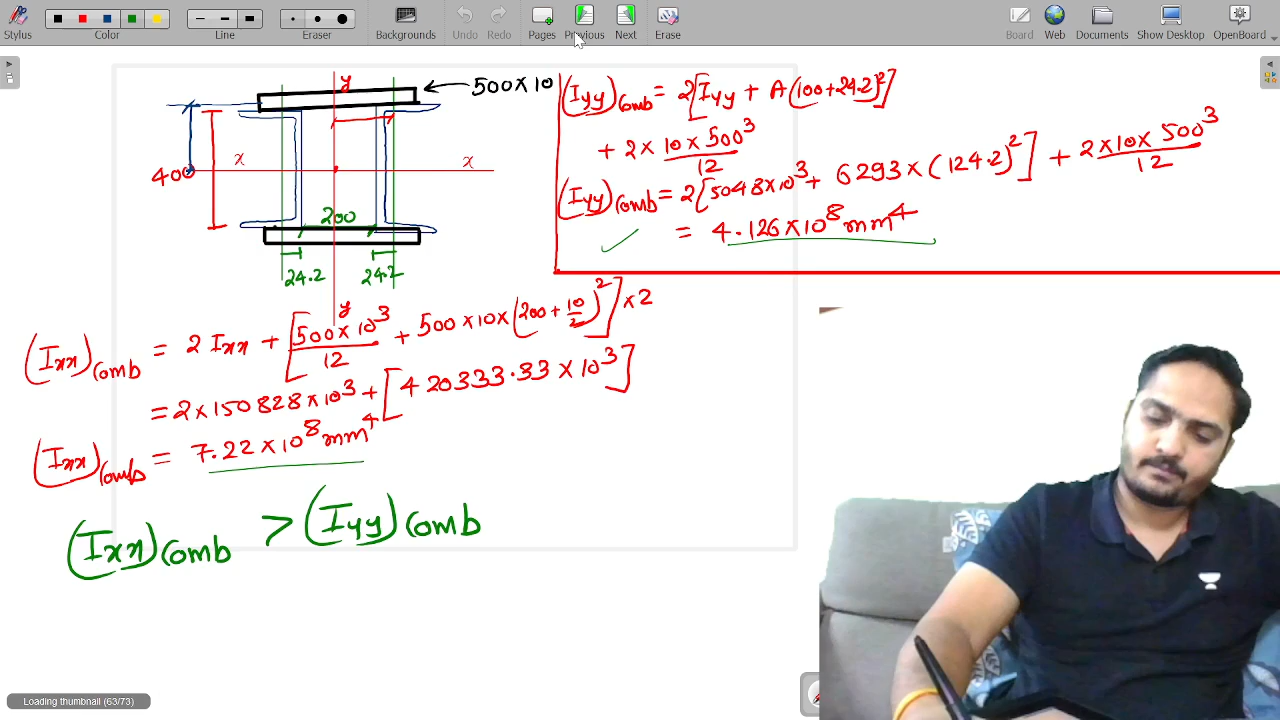 Stylus Color Line Eraser Backgrounds Undo Redo Pages Previous Next Erase Board Web Documents Show Desktop OpenBoard
y
500 X 10
400
x x
200
24.2 24.2
y
(Iyy)Comb = 2[Iyy + A(100+24.2)²]
+ 2 × 10 × 500³/12
(Iyy)Comb = 2[5048×10³ + 6293 × (124.2)²] + 2×10×500³/12
= 4.126×10⁸ mm⁴
(Ixx)Comb = 2 Ixx + [500×10³/12 + 500×10×(200+10/2)²]×2
= 2×150828×10³ + [420333.33×10³]
(Ixx)Comb = 7.22×10⁸ mm⁴
(Ixx)Comb > (Iyy)Comb
Loading thumbnail (63/73)